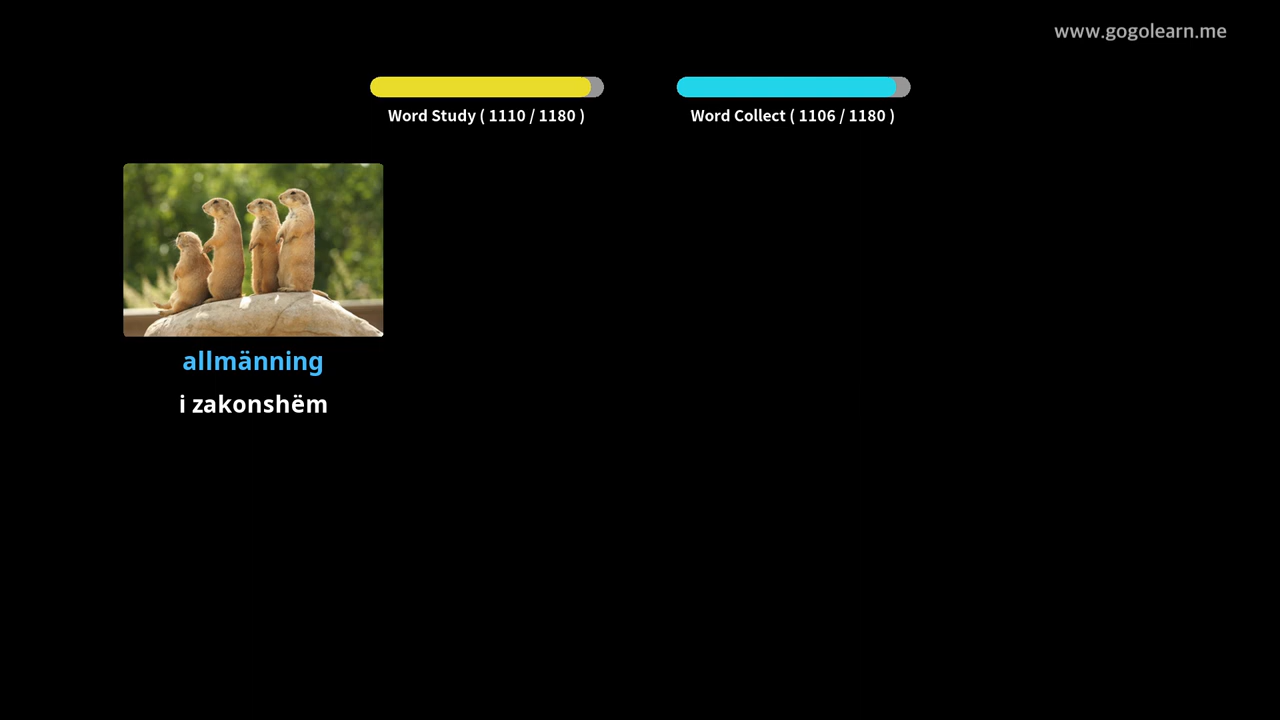 www.gogolearn.me
Word Study ( 1110 / 1180 )
Word Collect ( 1106 / 1180 )
allmänning
i zakonshëm